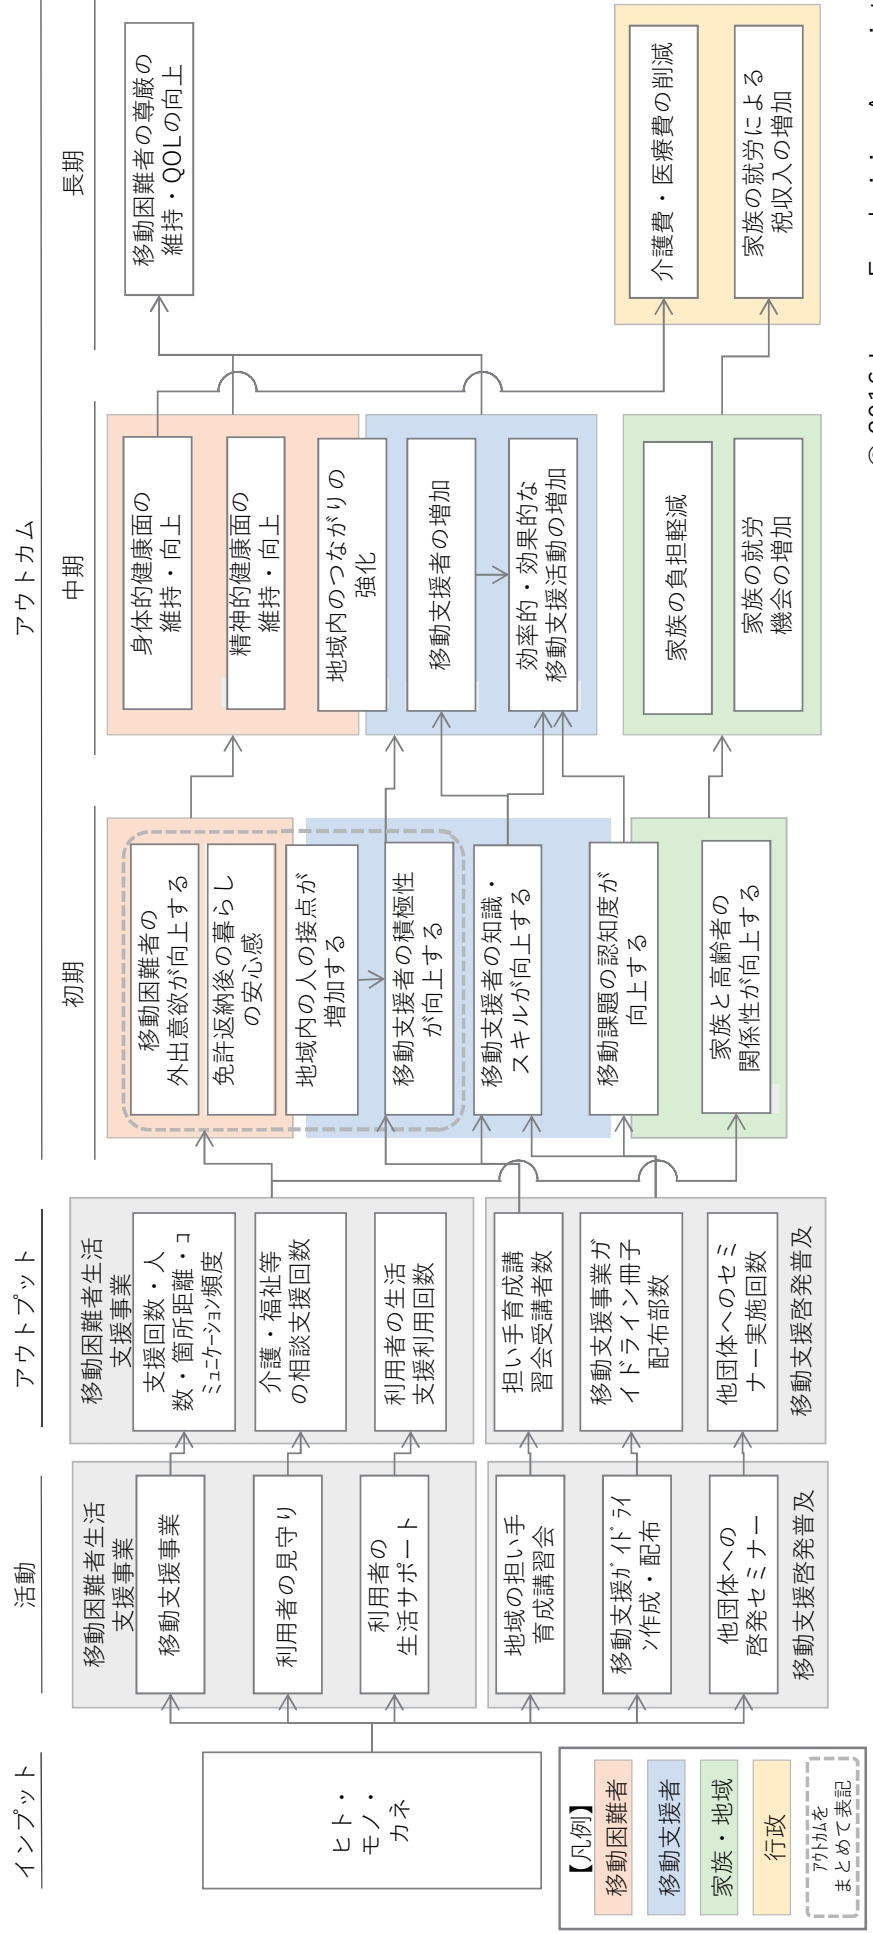 インプット
活動
アウトプット
アウトカム
初期
中期
長期
ヒト・
モノ・
カネ
移動困難者生活
支援事業
移動支援事業
利用者の見守り
利用者の
生活サポート
地域の担い手
育成講習会
移動支援ｶﾞｲﾄﾞﾗｲ
ﾝ作成・配布
他団体への
啓発セミナー
移動支援啓発普及
移動困難者生活
支援事業
支援回数・人
数・箇所距離・ｺ
ﾐｭﾆｹｰｼｮﾝ頻度
介護・福祉等
の相談支援回数
利用者の生活
支援利用回数
担い手育成講
習会受講者数
移動支援事業ガ
イドライン冊子
配布部数
他団体へのセミ
ナー実施回数
移動支援啓発普及
移動困難者の
外出意欲が向上する
免許返納後の暮らし
の安心感
地域内の人の接点が
増加する
移動支援者の積極性
が向上する
移動支援者の知識・
スキルが向上する
移動課題の認知度が
向上する
家族と高齢者の
関係性が向上する
身体的健康面の
維持・向上
精神的健康面の
維持・向上
地域内のつながりの
強化
移動支援者の増加
効率的・効果的な
移動支援活動の増加
家族の負担軽減
家族の就労
機会の増加
移動困難者の尊厳の
維持・QOLの向上
介護費・医療費の削減
家族の就労による
税収入の増加
【凡例】
移動困難者
移動支援者
家族・地域
行政
ｱｳﾄｶﾑを
まとめて表記